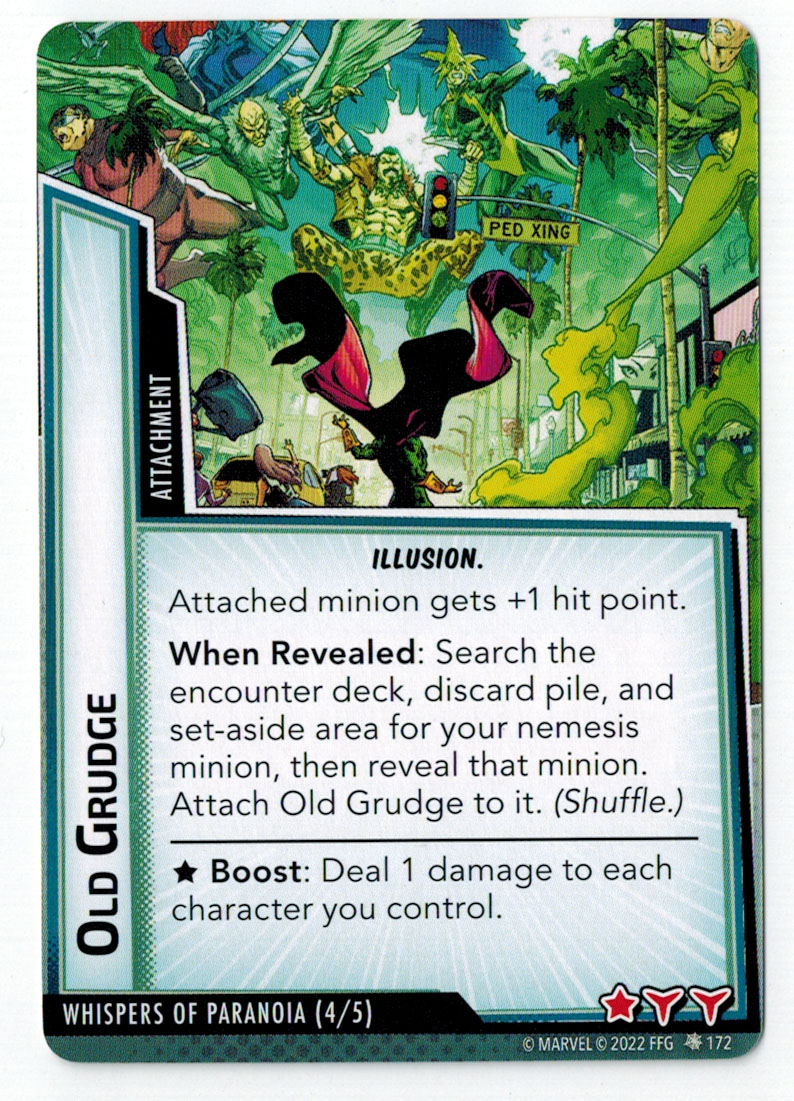 PED XING
ATTACHMENT
ILLUSION.
Attached minion gets +1 hit point.
When Revealed: Search the
encounter deck, discard pile, and
set-aside area for your nemesis
minion, then reveal that minion.
Attach Old Grudge to it. (Shuffle.)
★ Boost: Deal 1 damage to each
character you control.
OLD GRUDGE
WHISPERS OF PARANOIA (4/5)
© MARVEL © 2022 FFG 172